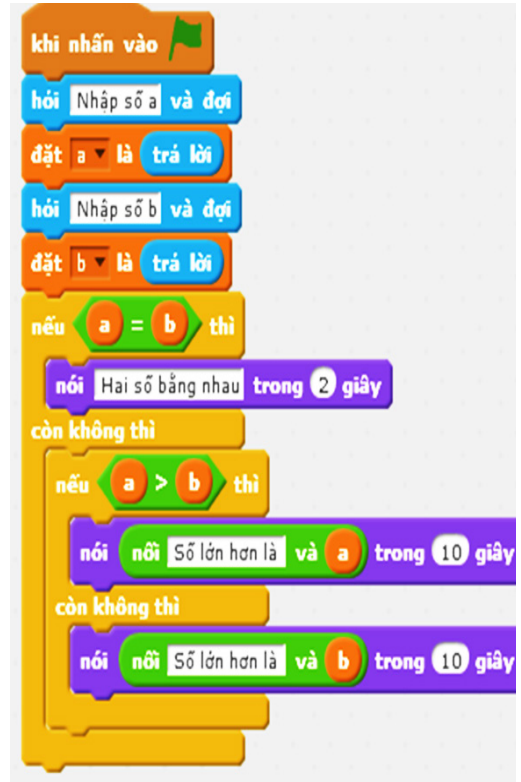 khi nhấn vào
hỏi Nhập số a và đợi
đặt a là trả lời
hỏi Nhập số b và đợi
đặt b là trả lời
nếu a = b thì
nói Hai số bằng nhau trong 2 giây
còn không thì
nếu a > b thì
nói nối Số lớn hơn là và a trong 10 giây
còn không thì
nói nối Số lớn hơn là và b trong 10 giây